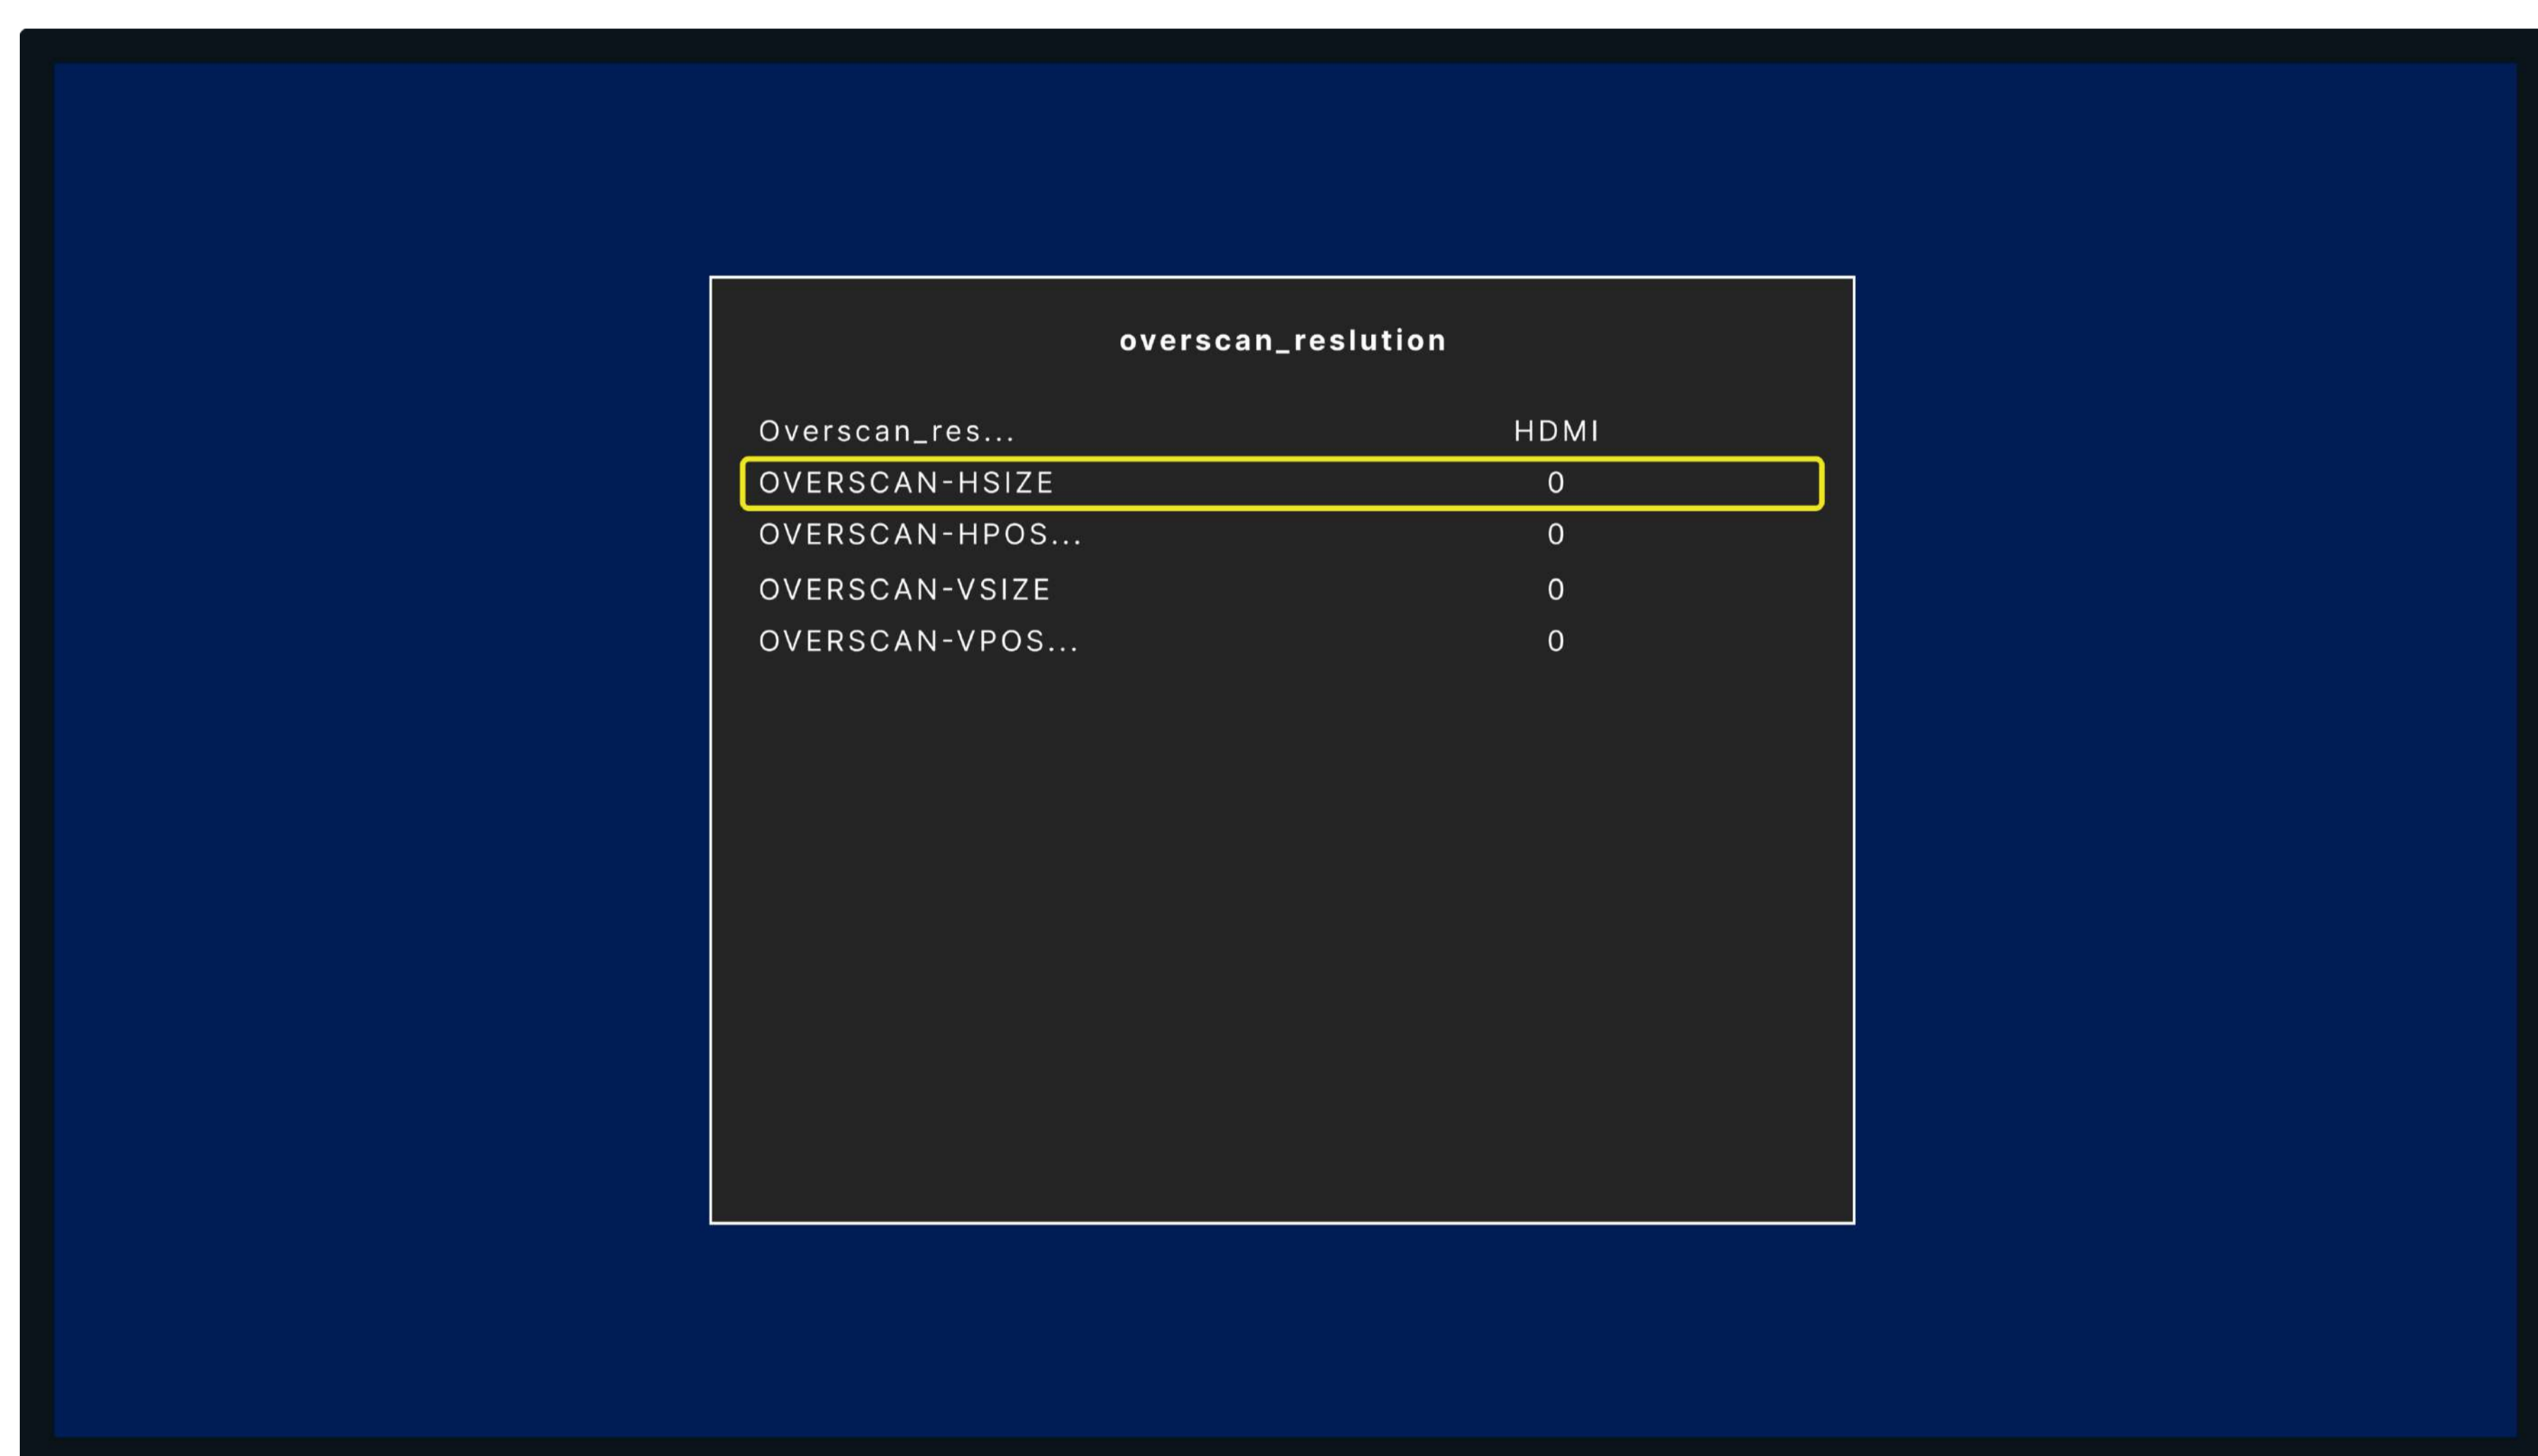 overscan_reslution
Overscan_res... HDMI
OVERSCAN-HSIZE 0
OVERSCAN-HPOS... 0
OVERSCAN-VSIZE 0
OVERSCAN-VPOS... 0